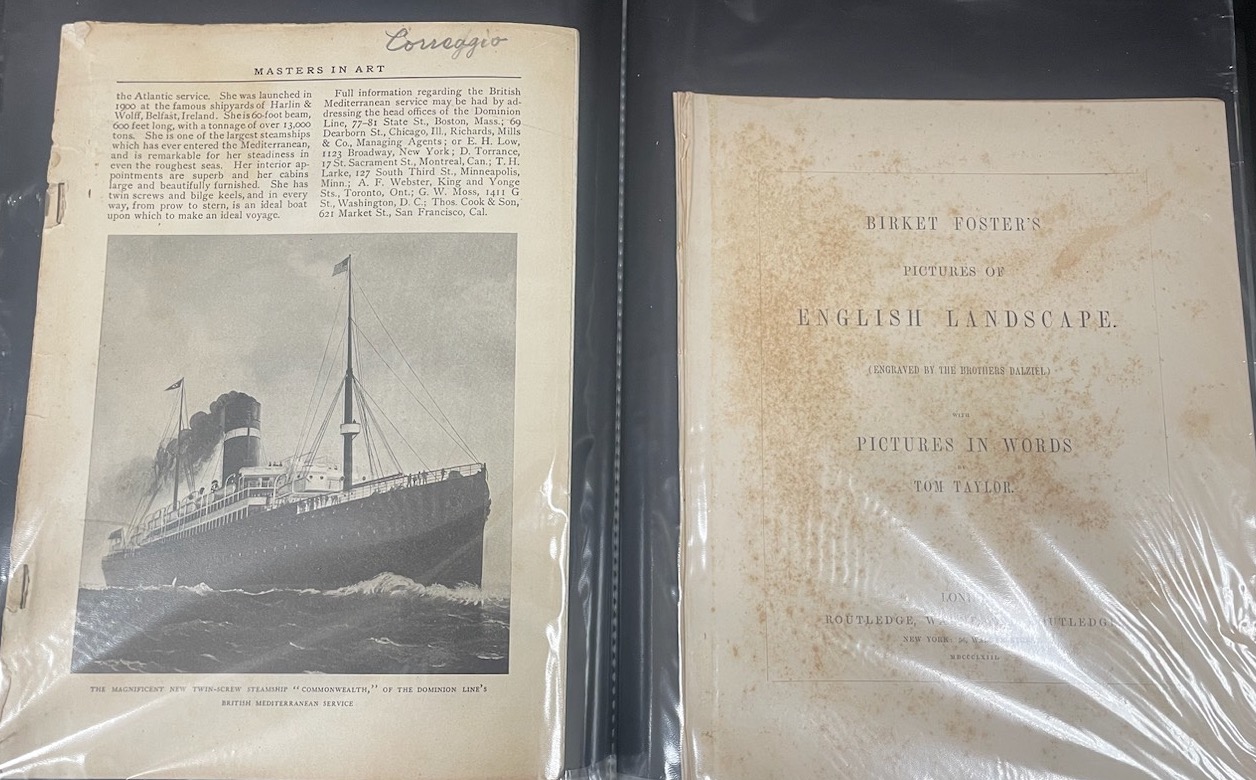 Correggio
MASTERS IN ART
the Atlantic service. She was launched in
1900 at the famous shipyards of Harlin &
Wolff, Belfast, Ireland. She is 60-foot beam,
600 feet long, with a tonnage of over 13,000
tons. She is one of the largest steamships
which has ever entered the Mediterranean,
and is remarkable for her steadiness in
even the roughest seas. Her interior ap-
pointments are superb and her cabins
large and beautifully furnished. She has
twin screws and bilge keels, and in every
way, from prow to stern, is an ideal boat
upon which to make an ideal voyage.
Full information regarding the British
Mediterranean service may be had by ad-
dressing the head offices of the Dominion
Line, 77-81 State St., Boston, Mass.; 69
Dearborn St., Chicago, Ill., Richards, Mills
& Co., Managing Agents; or E. H. Low,
1123 Broadway, New York; D. Torrance,
17 St. Sacrament St., Montreal, Can.; T. H.
Larke, 127 South Third St., Minneapolis,
Minn.; A. F. Webster, King and Yonge
Sts., Toronto, Ont.; G. W. Moss, 1411 G
St., Washington, D. C.; Thos. Cook & Son,
621 Market St., San Francisco, Cal.
THE MAGNIFICENT NEW TWIN-SCREW STEAMSHIP "COMMONWEALTH," OF THE DOMINION LINE'S
BRITISH MEDITERRANEAN SERVICE
BIRKET FOSTER'S
PICTURES OF
ENGLISH LANDSCAPE.
(ENGRAVED BY THE BROTHERS DALZIEL)
WITH
PICTURES IN WORDS
BY
TOM TAYLOR.
ROUTLEDGE,
NEW YORK:
MDCCCLXIII.